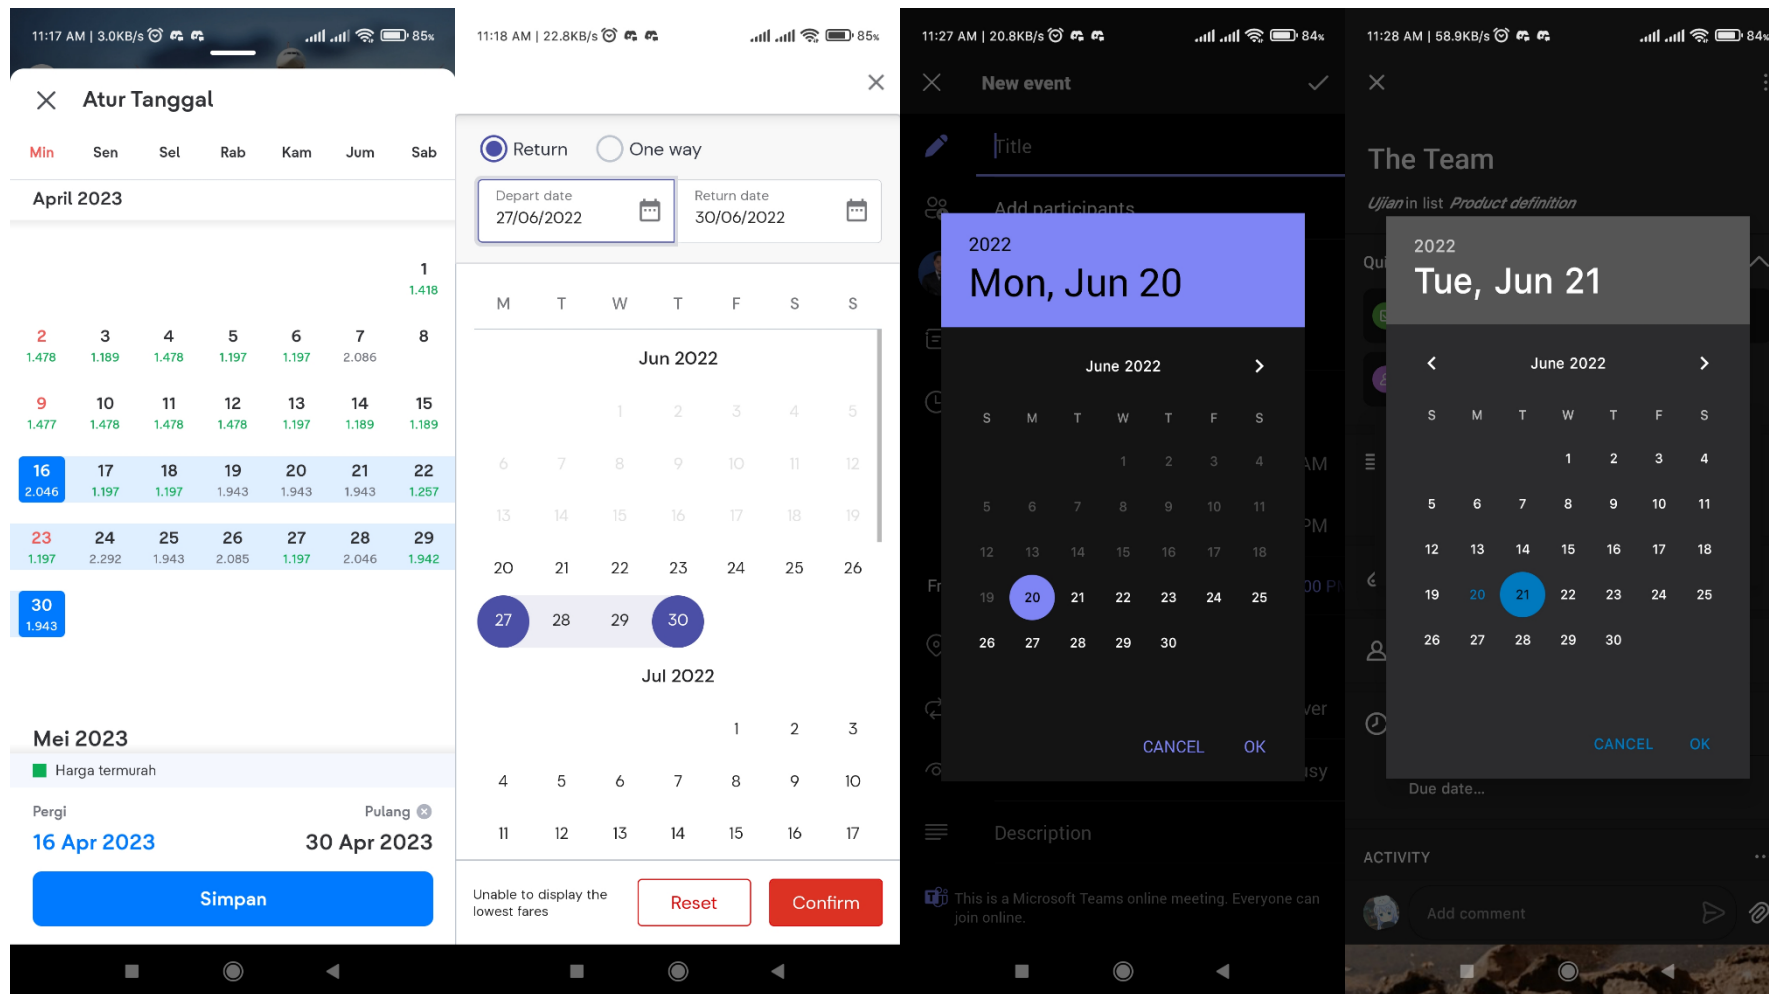 11:17 AM | 3.0KB/s
85%
Atur Tanggal
Min Sen Sel Rab Kam Jum Sab
April 2023
1
1.418
2 3 4 5 6 7 8
1.478 1.189 1.478 1.197 1.197 2.086
9 10 11 12 13 14 15
1.477 1.478 1.478 1.478 1.197 1.189 1.189
16 17 18 19 20 21 22
2.046 1.197 1.197 1.943 1.943 1.943 1.257
23 24 25 26 27 28 29
1.197 2.292 1.943 2.085 1.197 2.046 1.942
30
1.943
Mei 2023
Harga termurah
Pergi Pulang
16 Apr 2023 30 Apr 2023
Simpan
11:18 AM | 22.8KB/s
85%
Return One way
Depart date Return date
27/06/2022 30/06/2022
M T W T F S S
Jun 2022
1 2 3 4 5
6 7 8 9 10 11 12
13 14 15 16 17 18 19
20 21 22 23 24 25 26
27 28 29 30
Jul 2022
1 2 3
4 5 6 7 8 9 10
11 12 13 14 15 16 17
Unable to display the
lowest fares
Reset Confirm
11:27 AM | 20.8KB/s
84%
New event
Title
Add participants
2022
Mon, Jun 20
June 2022
S M T W T F S
1 2 3 4
AM
5 6 7 8 9 10 11
PM
12 13 14 15 16 17 18
19 20 21 22 23 24 25
26 27 28 29 30
CANCEL OK
Description
This is a Microsoft Teams online meeting. Everyone can
join online.
11:28 AM | 58.9KB/s
84%
The Team
Ujian in list Product definition
2022
Tue, Jun 21
June 2022
S M T W T F S
1 2 3 4
5 6 7 8 9 10 11
12 13 14 15 16 17 18
19 20 21 22 23 24 25
26 27 28 29 30
CANCEL OK
Due date...
ACTIVITY
Add comment